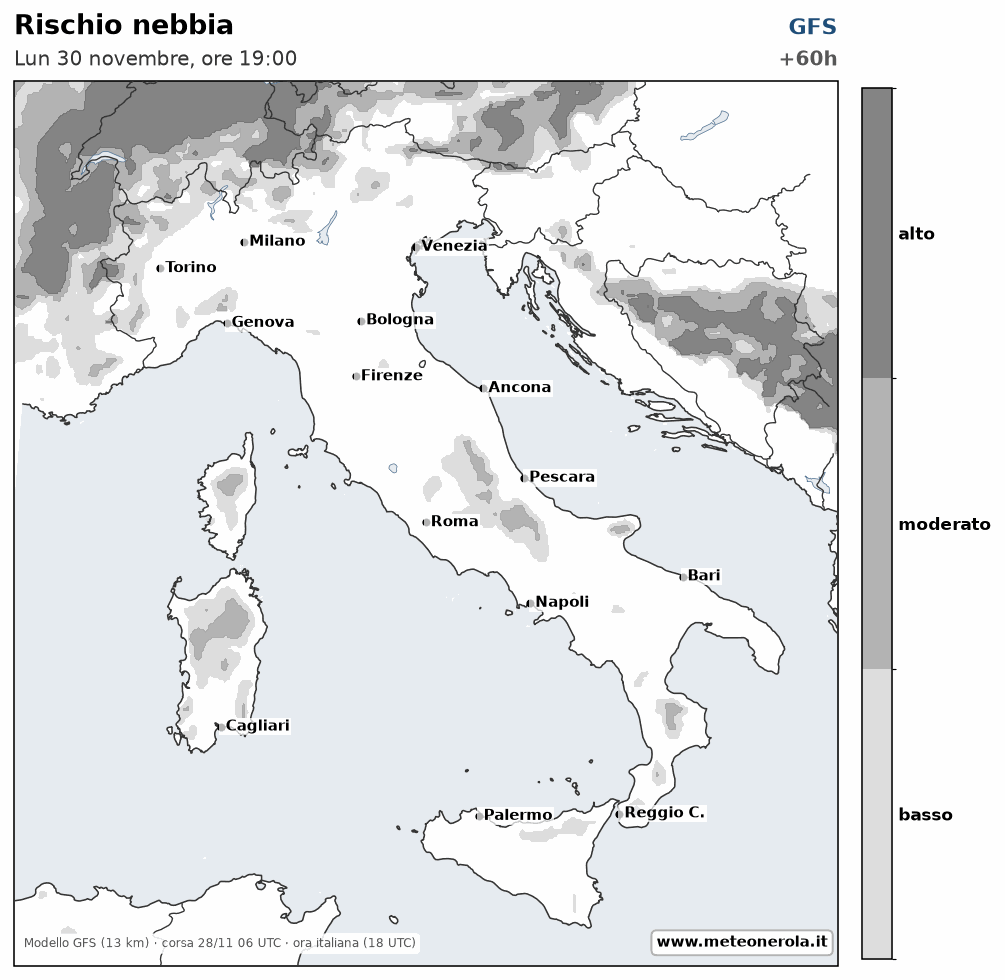 Rischio nebbia
GFS
Lun 30 novembre, ore 19:00
+60h
Milano
Venezia
Torino
Genova
Bologna
Firenze
Ancona
Pescara
Roma
Bari
Napoli
Cagliari
Palermo
Reggio C.
alto
moderato
basso
Modello GFS (13 km) · corsa 28/11 06 UTC · ora italiana (18 UTC)
www.meteonerola.it